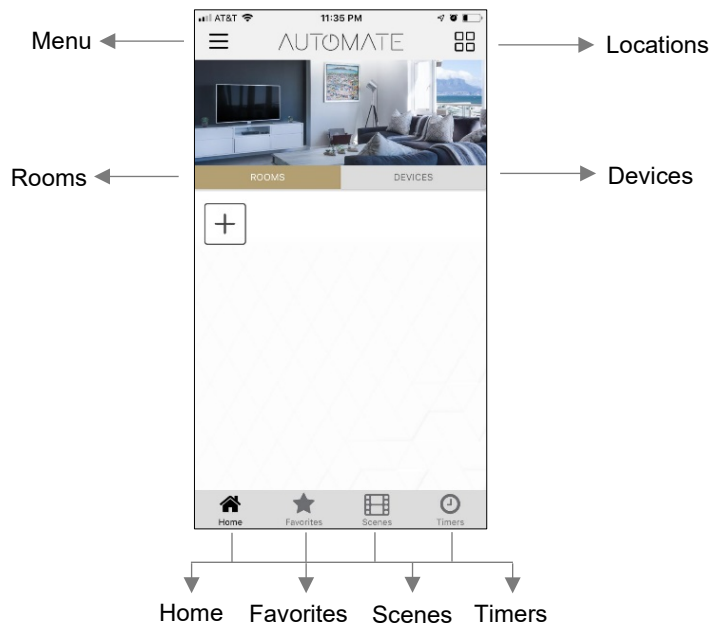 AT&T 11:35 PM
Menu
AUTOMATE
Locations
Rooms
ROOMS
DEVICES
Devices
+
Home Favorites Scenes Timers
Home Favorites Scenes Timers